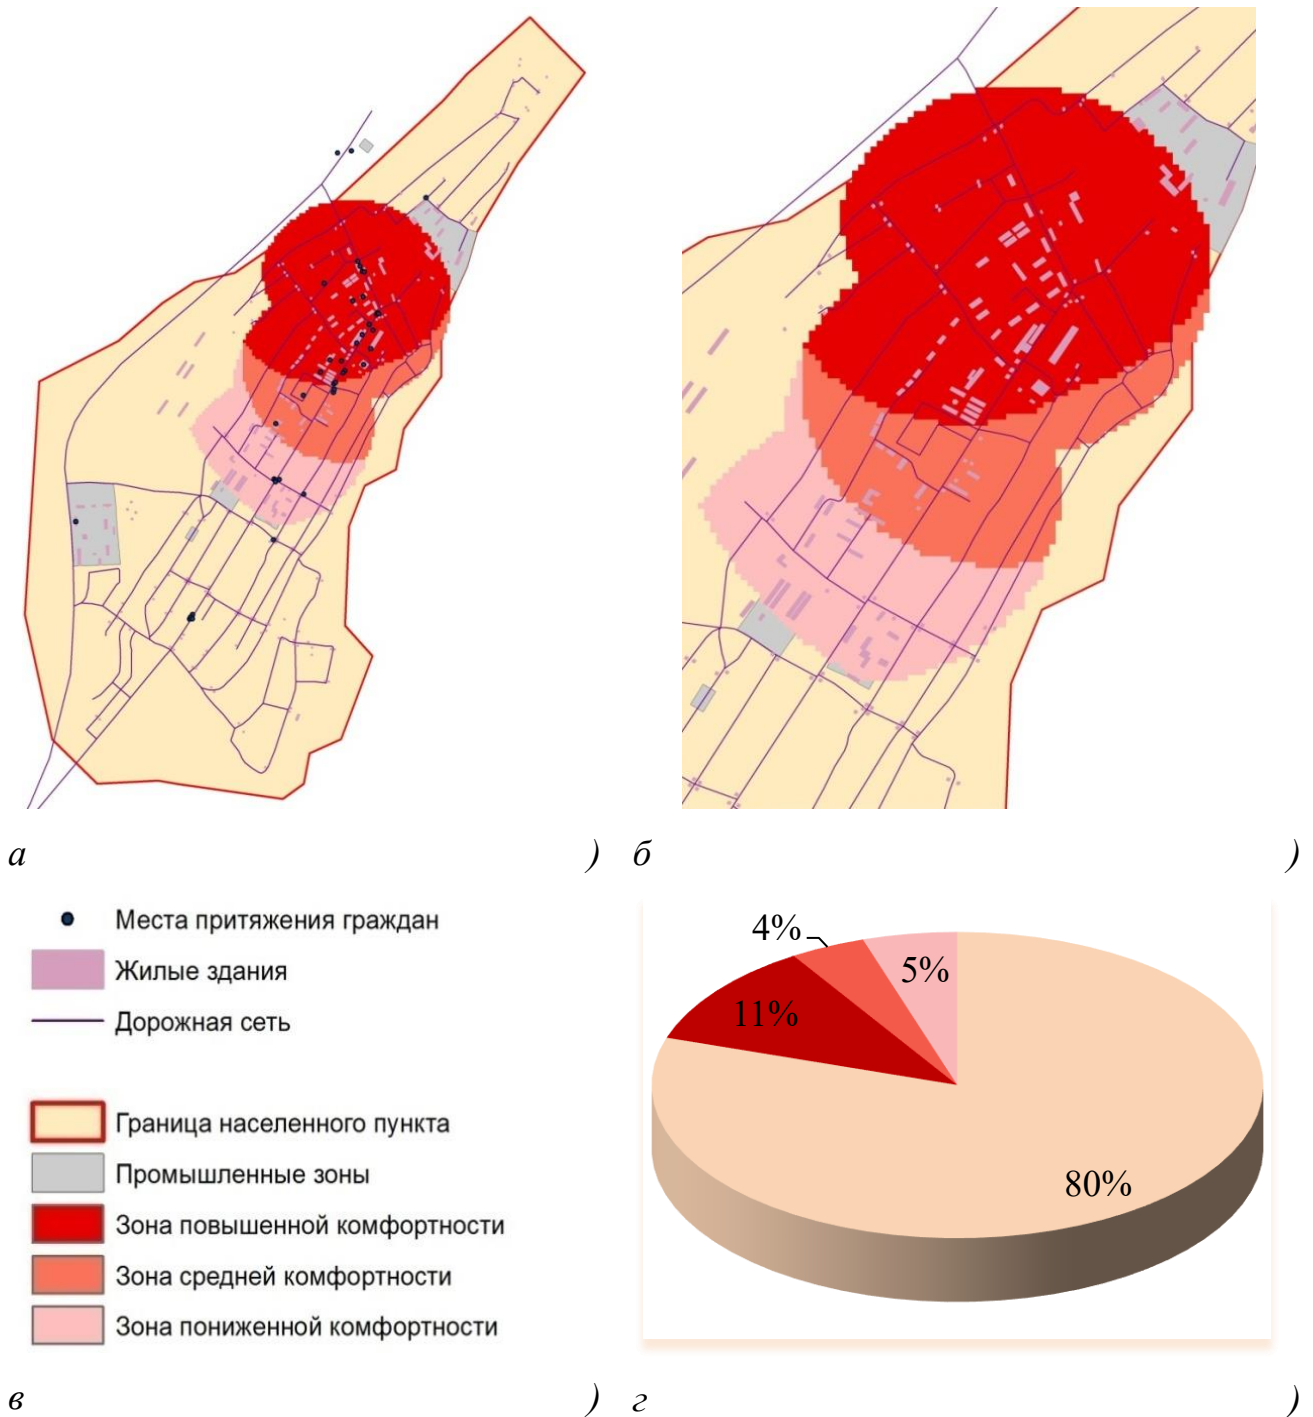 а ) б )
Места притяжения граждан
Жилые здания
Дорожная сеть
Граница населенного пункта
Промышленные зоны
Зона повышенной комфортности
Зона средней комфортности
Зона пониженной комфортности
4%
5%
11%
80%
в ) г )